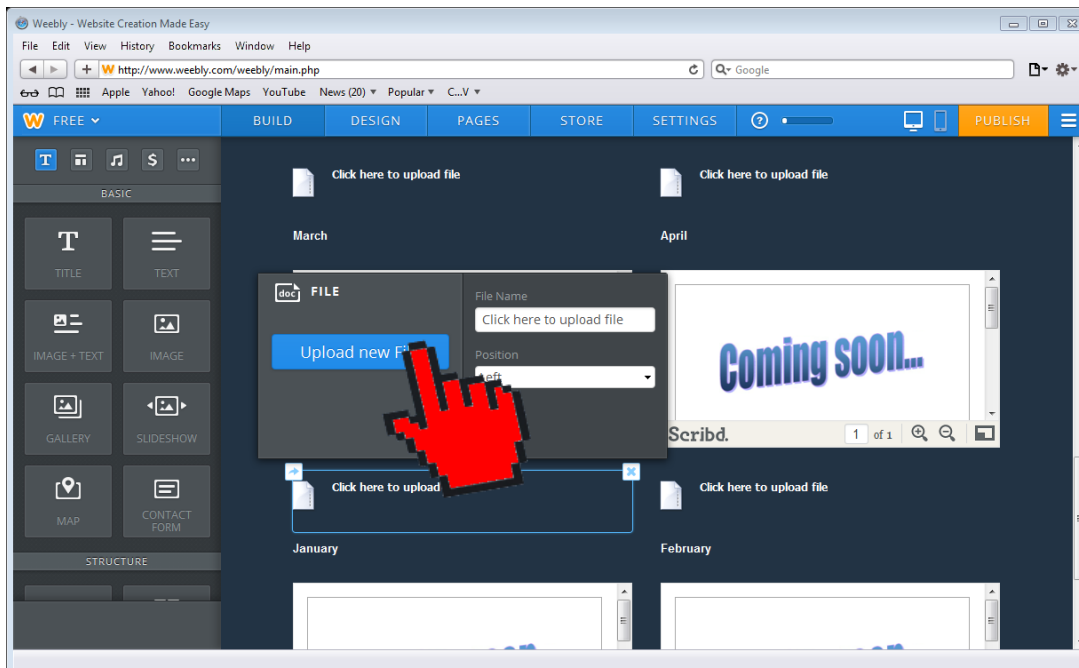 Weebly - Website Creation Made Easy
File Edit View History Bookmarks Window Help
http://www.weebly.com/weebly/main.php
Google
Apple Yahoo! Google Maps YouTube News (20) Popular C...V
W FREE BUILD DESIGN PAGES STORE SETTINGS ? PUBLISH
T $
BASIC
Click here to upload file
Click here to upload file
March
April
T
TITLE
TEXT
doc FILE
File Name
Click here to upload file
Upload new
Position
IMAGE + TEXT
IMAGE
Coming soon...
Scribd.
1 of 1
GALLERY
SLIDESHOW
Click here to
Click here to upload file
MAP
CONTACT
FORM
January
February
STRUCTURE